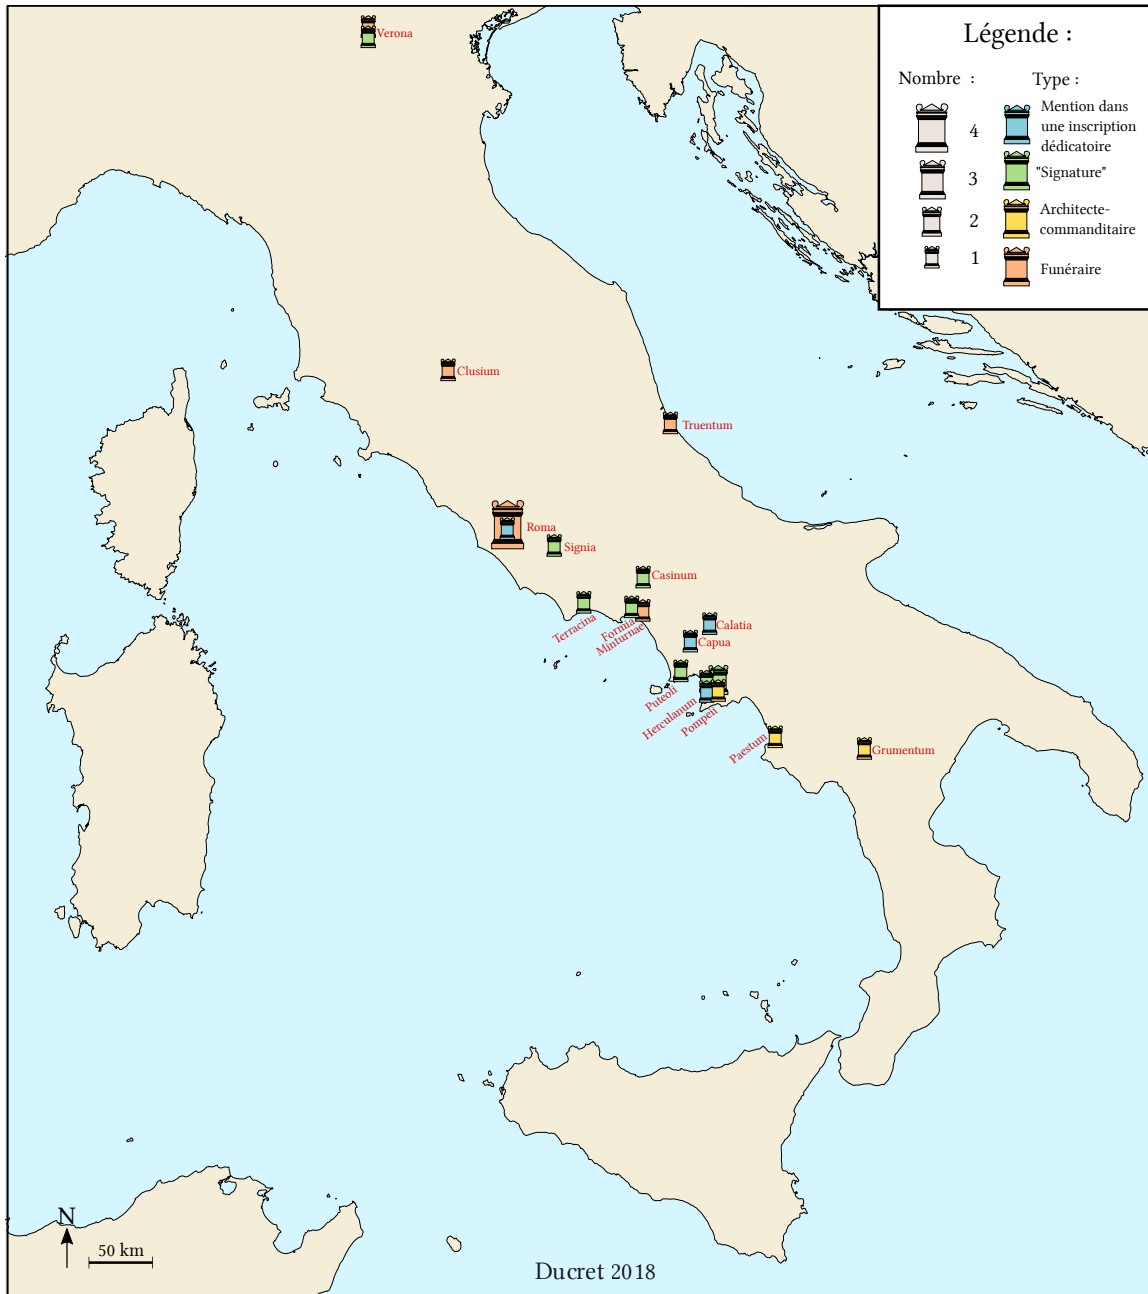 Légende :
Nombre :
Type :
4
Mention dans
une inscription
dédicatoire
3
"Signature"
2
Architecte-
commanditaire
1
Funéraire
Verona
Clusium
Truentum
Roma
Signia
Casinum
Terracina
Formia
Minturnae
Calatia
Capua
Puteoli
Herculanum
Pompeii
Paestum
Grumentum
N
50 km
Ducret 2018